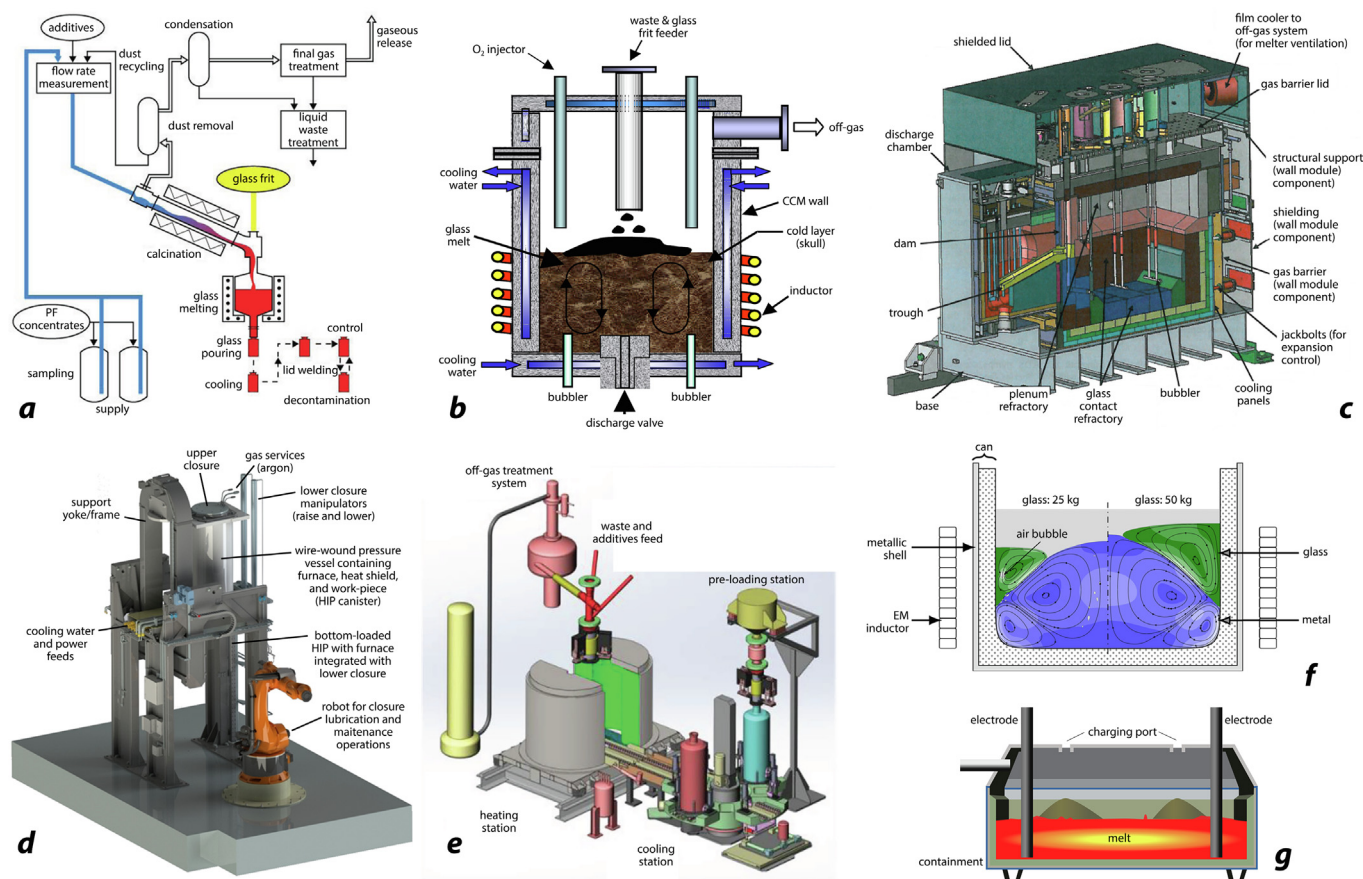 additives
condensation
gaseous
release
dust
recycling
final gas
treatment
flow rate
measurement
dust removal
liquid
waste
treatment
glass frit
calcination
glass
melting
PF
concentrates
glass
pouring
control
sampling
cooling
lid welding
decontamination
supply
a
waste & glass
frit feeder
O2 injector
off-gas
cooling
water
CCM wall
glass
melt
cold layer
(skull)
inductor
cooling
water
bubbler
bubbler
discharge valve
b
film cooler to
off-gas system
(for melter ventilation)
shielded lid
gas barrier lid
discharge
chamber
structural support
(wall module)
component)
shielding
(wall module
component)
dam
gas barrier
(wall module
component)
trough
jackbolts (for
expansion
control)
base
plenum
refractory
glass
contact
refractory
bubbler
cooling
panels
c
upper
closure
gas services
(argon)
support
yoke/frame
lower closure
manipulators
(raise and lower)
wire-wound pressure
vessel containing
furnace, heat shield,
and work-piece
(HIP canister)
cooling water
and power
feeds
bottom-loaded
HIP with furnace
integrated with
lower closure
robot for closure
lubrication and
maitenance
operations
d
off-gas treatment
system
waste and
additives feed
pre-loading station
heating
station
cooling
station
e
can
glass: 25 kg
glass: 50 kg
air bubble
metallic
shell
glass
EM
inductor
metal
f
electrode
charging port
electrode
melt
containment
g